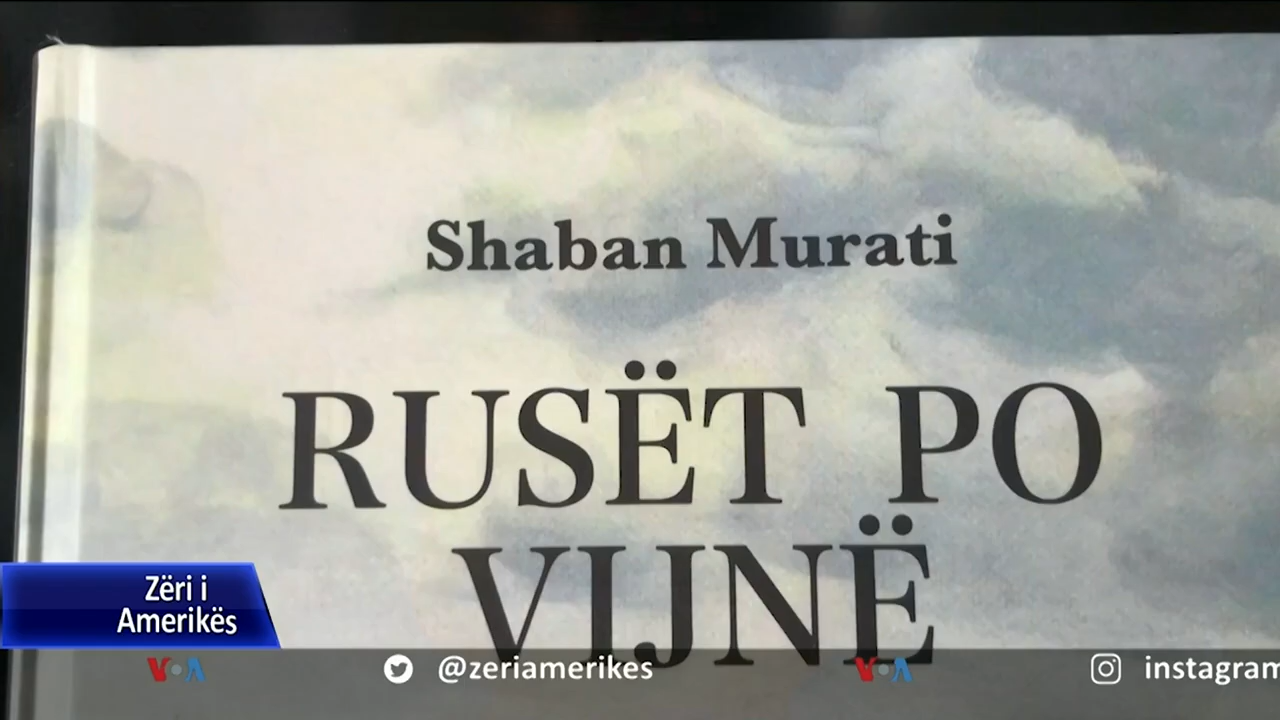 Shaban Murati
RUSËT PO
VIJNË
Zëri i
Amerikës
VOA @zeriamerikes VOA instagram